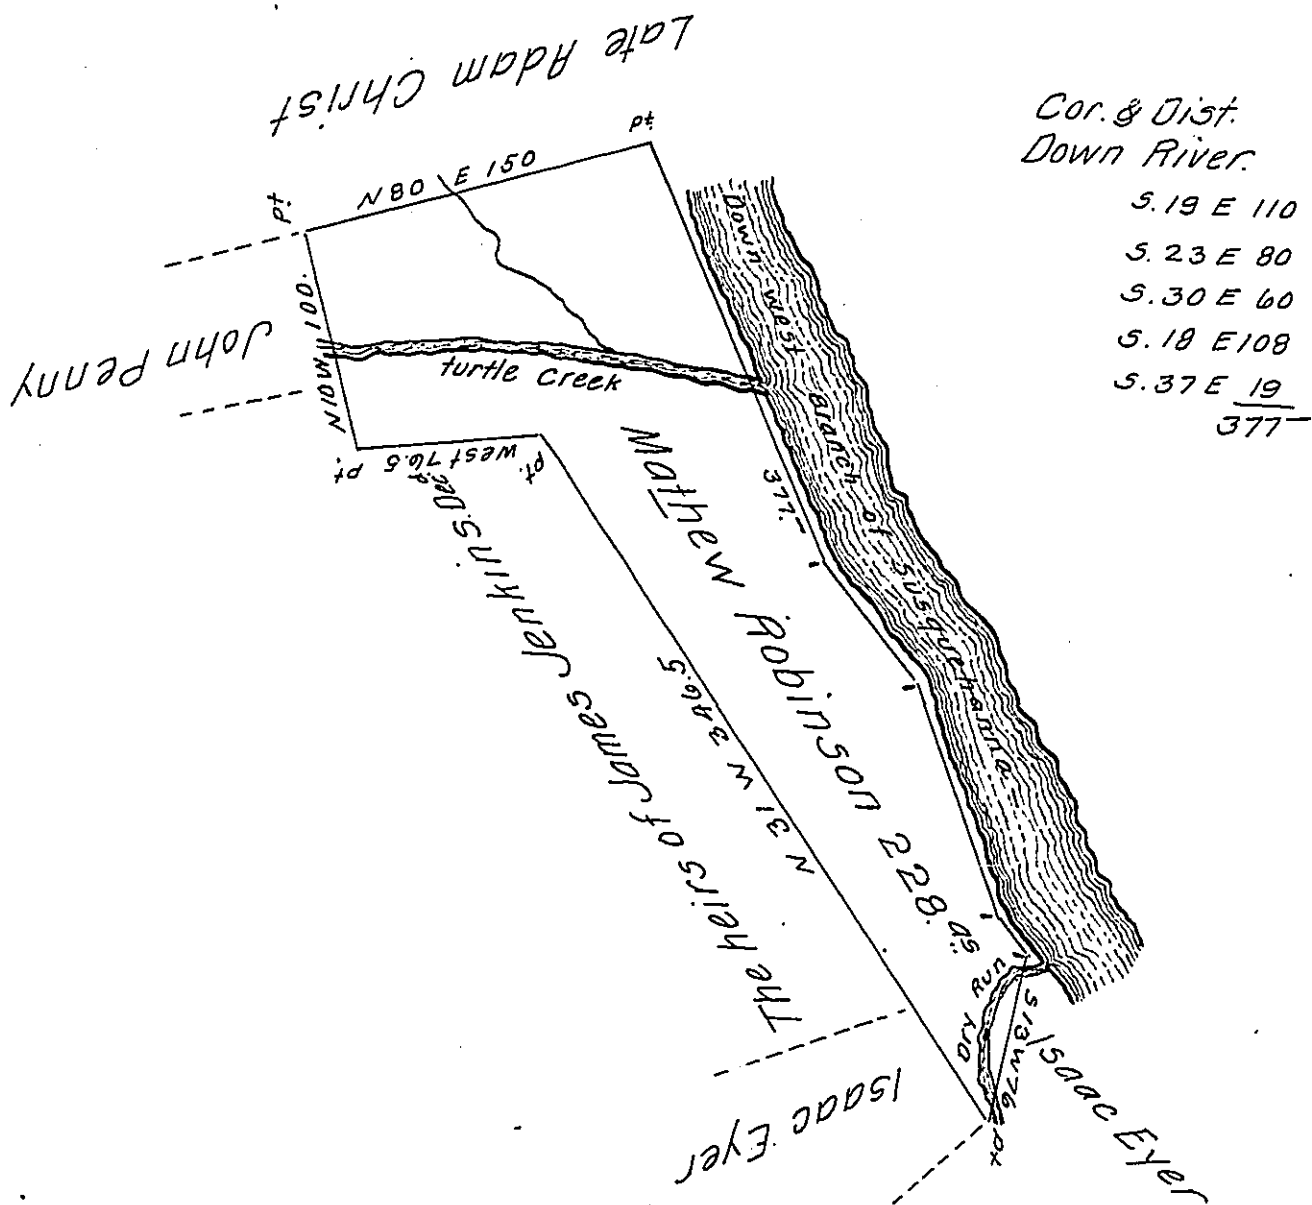 Late Adam Christ
Cor. & Dist.
Down River.
S. 19 E 110
S. 23 E 80
S. 30 E 60
S. 18 E 108
S. 37 E 19
377
pt.
N 80 E 150
pt.
John Penny
N 10 W 100.
turtle Creek
Down west Branch of Susquehanna
pt.
west 76.5 p.
pt.
377.
Mathew Robinson 228 as
The heirs of James Jenkins. Dec.
N 31 W 346.5
Dry Run
S 13 W 76
Isaac Eyer
Isaac Eyer